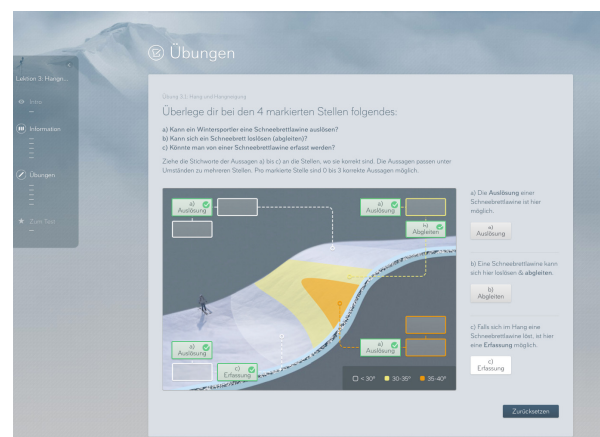 Übungen
Lektion 3: Hangn...
Intro
Information
Übungen
Zum Test
Übung 3.1: Hang und Hangneigung
Überlege dir bei den 4 markierten Stellen folgendes:
a) Kann ein Wintersportler eine Schneebrettlawine auslösen?
b) Kann sich ein Schneebrett loslösen (abgleiten)?
c) Könnte man von einer Schneebrettlawine erfasst werden?
Ziehe die Stichworte der Aussagen a) bis c) an die Stellen, wo sie korrekt sind. Die Aussagen passen unter
Umständen zu mehreren Stellen. Pro markierte Stelle sind 0 bis 3 korrekte Aussagen möglich.
a)
Auslösung
a)
Auslösung
b)
Abgleiten
a)
Auslösung
c)
Erfassung
a)
Auslösung
< 30°
30-35°
35-40°
a) Die Auslösung einer
Schneebrettlawine ist hier
möglich.
a)
Auslösung
b) Eine Schneebrettlawine kann
sich hier loslösen & abgleiten.
b)
Abgleiten
c) Falls sich im Hang eine
Schneebrettlawine löst, ist hier
eine Erfassung möglich.
c)
Erfassung
Zurücksetzen